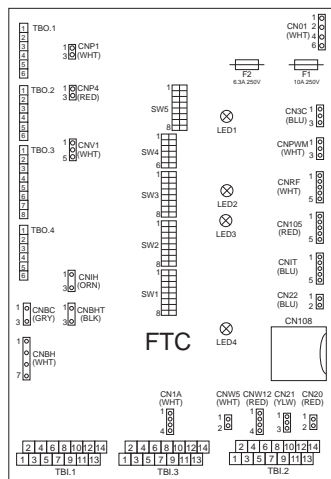 TBO.1
1
2
3
4
5
6
CNP1
(WHT)
1
3
CN01
(WHT)
1
2
4
6
F2
6.3A 250V
F1
10A 250V
TBO.2
1
2
3
4
5
6
7
8
CNP4
(RED)
1
3
SW5
1
8
LED1
CN3C
(BLU)
1
3
TBO.3
1
2
3
4
5
6
7
8
CNV1
(WHT)
1
5
SW4
1
6
CNPWM
(WHT)
1
3
SW3
1
8
LED2
CNRF
(WHT)
1
5
TBO.4
1
2
3
4
5
6
SW2
1
8
LED3
CN105
(RED)
1
5
CNIT
(BLU)
1
5
CNIH
(ORN)
1
3
SW1
1
8
CN22
(BLU)
1
2
CNBC
(GRY)
1
3
CNBHT
(BLK)
1
3
CN108
CNBH
(WHT)
1
7
FTC
LED4
CN1A
(WHT)
1
4
CNW5
(WHT)
1
2
CNW12
(RED)
1
4
CN21
(YLW)
1
3
CN20
(RED)
1
2
2 4 6 8 10 12 14
1 3 5 7 9 11 13
TBI.1
2 4 6 8 10 12 14
1 3 5 7 9 11 13
TBI.3
2 4 6 8 10 12 14
1 3 5 7 9 11 13
TBI.2